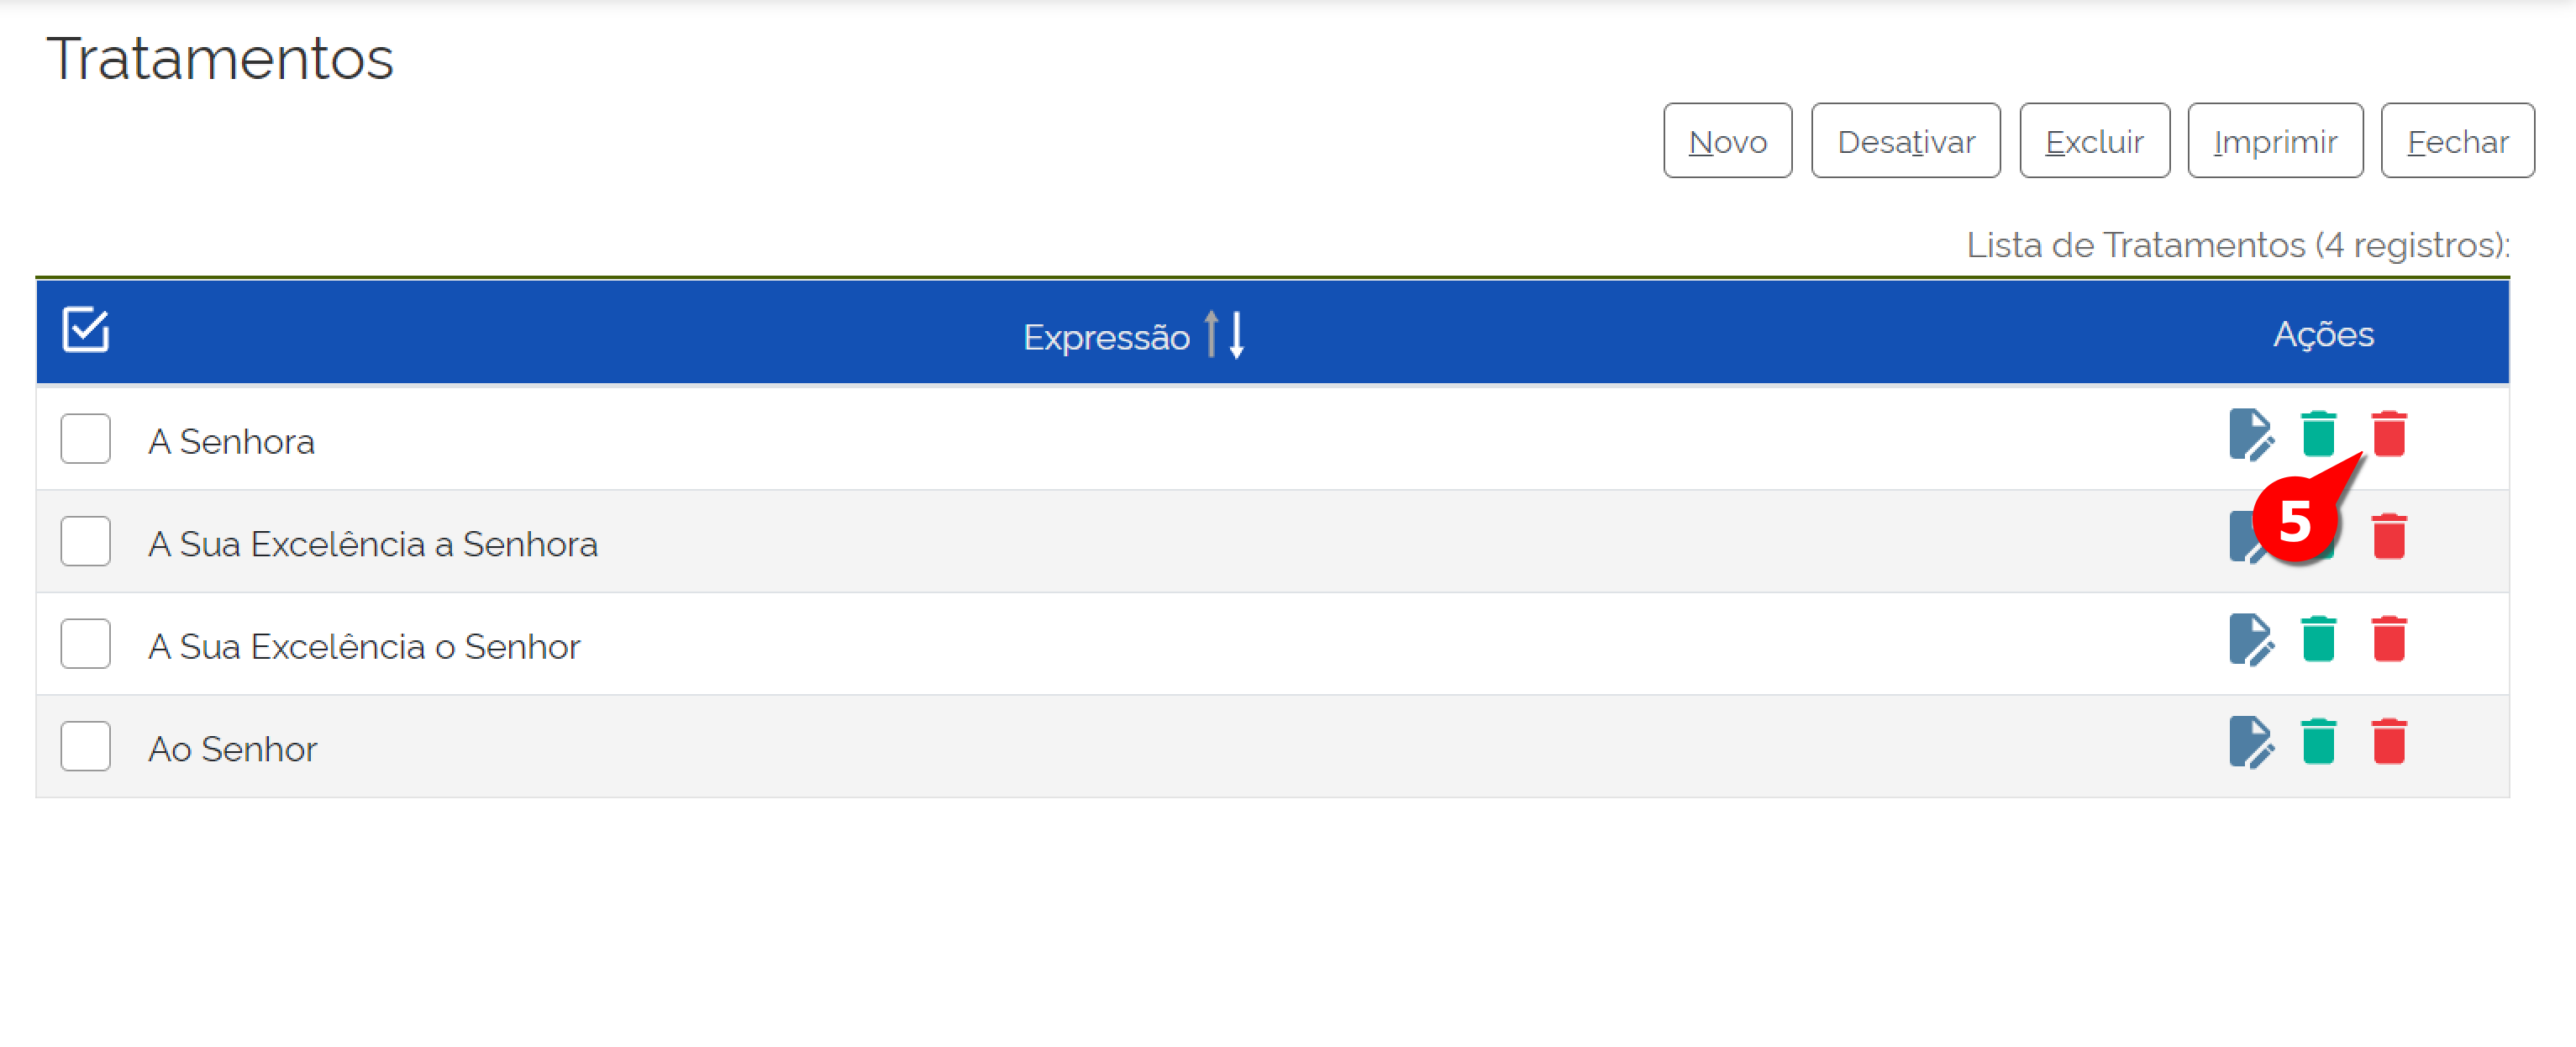 Tratamentos
Novo Desativar Excluir Imprimir Fechar
Lista de Tratamentos (4 registros):
Expressão Ações
A Senhora
5
A Sua Excelência a Senhora
A Sua Excelência o Senhor
Ao Senhor